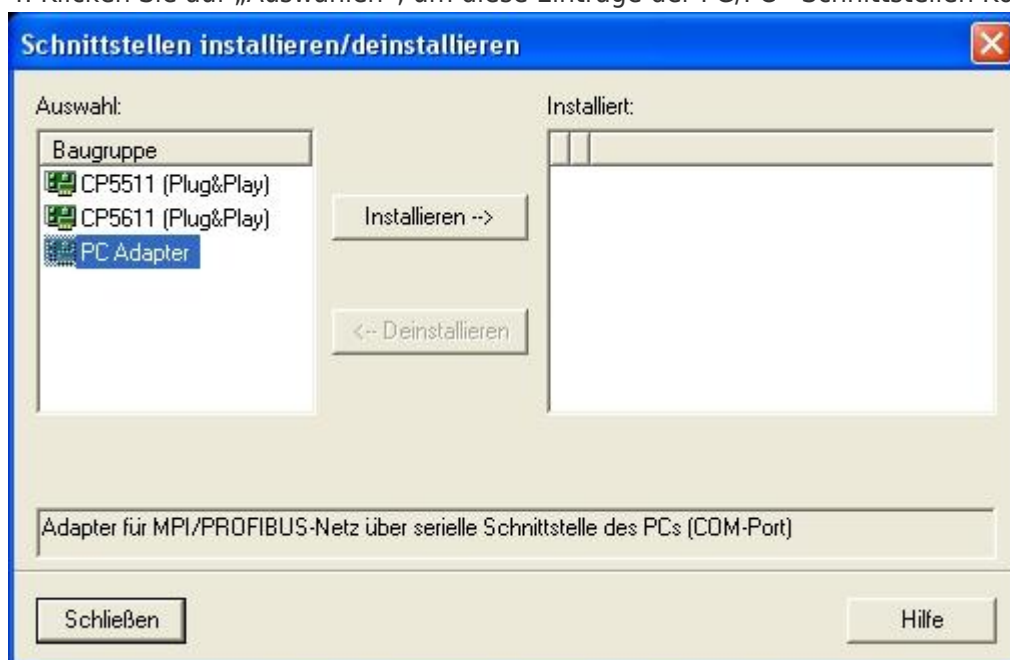 Schnittstellen installieren/deinstallieren
Auswahl:
Installiert:
Baugruppe
CP5511 (Plug&Play)
CP5611 (Plug&Play)
PC Adapter
Installieren -->
<-- Deinstallieren
Adapter für MPI/PROFIBUS-Netz über serielle Schnittstelle des PCs (COM-Port)
Schließen
Hilfe